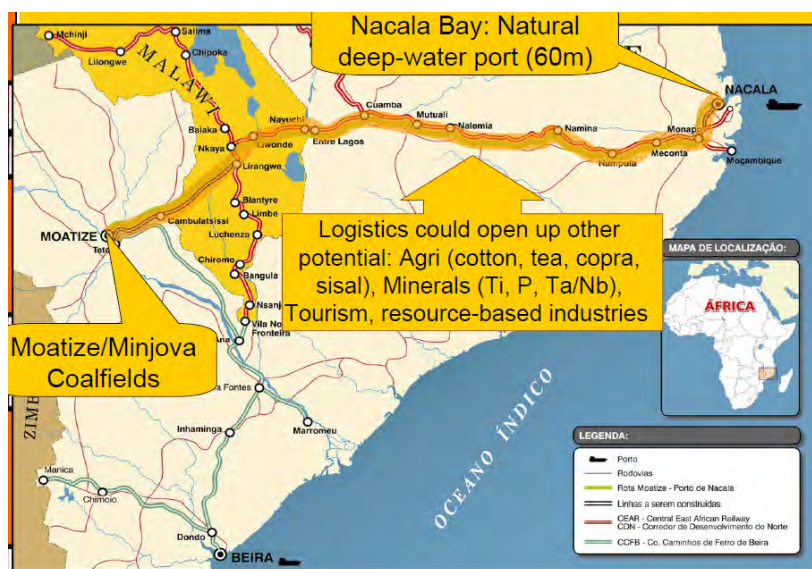 Nacala Bay: Natural
deep-water port (60m)
E
Mchinji
Salima
Lilongwe
Chipoka
MALAWI
NACALA
Cuamba
Mutuali
Nalemia
Namina
Monapo
Nayuchi
Balaka
Nkaya
Liwonde
Entre Lagos
Nampula
Meconta
Moçambique
Lirangwe
Blantyre
Limbe
Cambulatsissi
Luchenza
MOATIZE
Tete
Chiromo
Bangula
Nsanj
Vila No
Fronteira
Logistics could open up other
potential: Agri (cotton, tea, copra,
sisal), Minerals (Ti, P, Ta/Nb),
Tourism, resource-based industries
MAPA DE LOCALIZAÇÃO:
ÁFRICA
Moatize/Minjova
Coalfields
ZIM
Fontes
Inhaminga
Marromeu
Manica
Chimoio
Dondo
BEIRA
OCEANO ÍNDICO
LEGENDA:
Porto
Rodovias
Rota Moatize - Porto de Nacala
Linhas a serem construidas
CEAR - Central East African Railway
CDN - Corredor de Desenvolvimento do Norte
CCFB - Co. Caminhos de Ferro de Beira